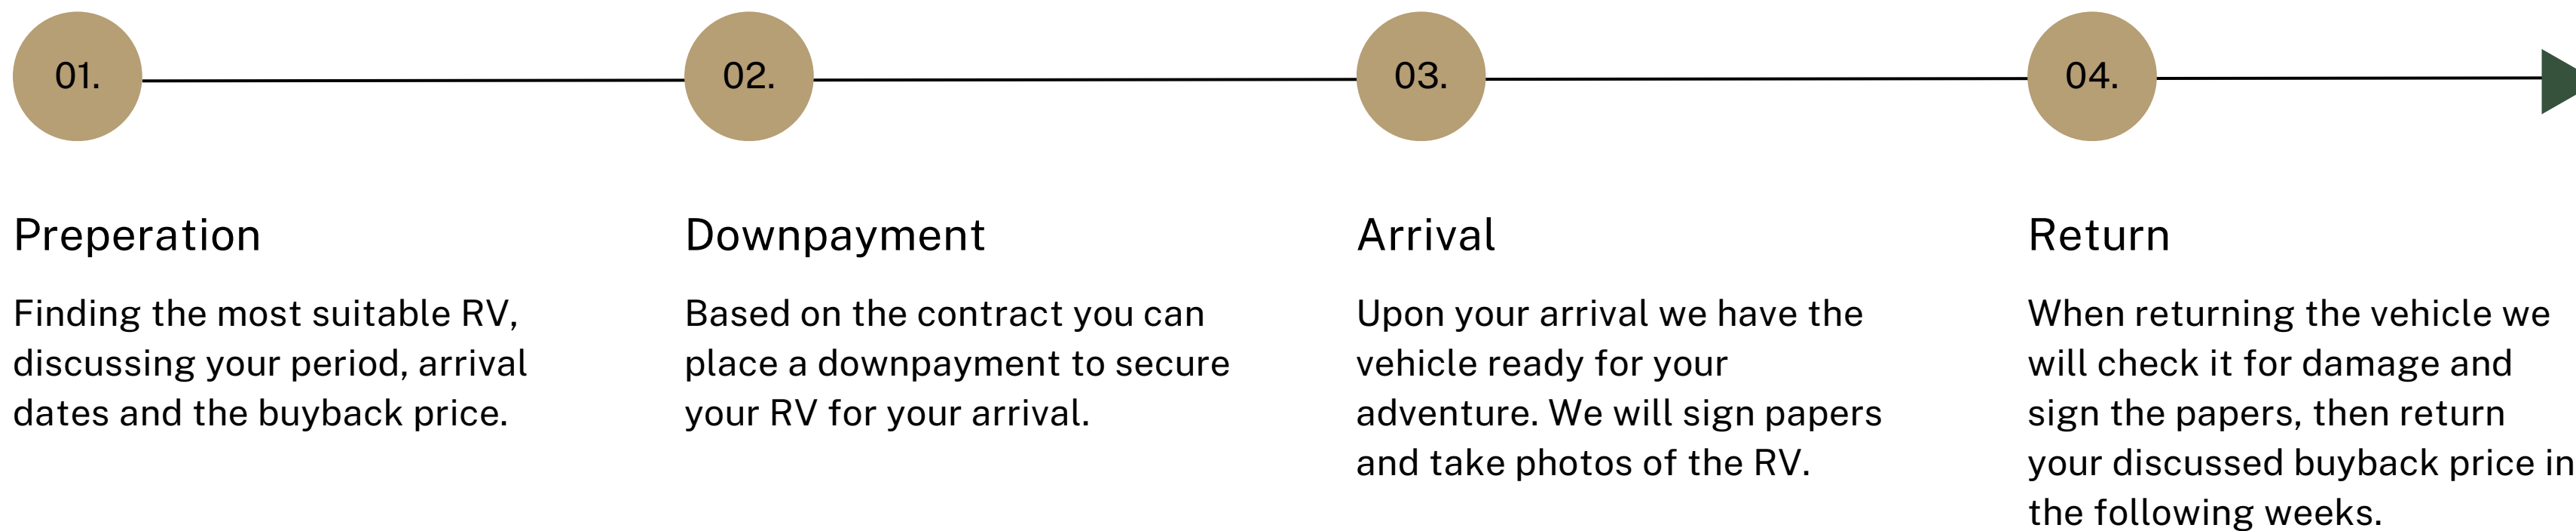 01.
02.
03.
04.
Preperation
Finding the most suitable RV,
discussing your period, arrival
dates and the buyback price.
Downpayment
Based on the contract you can
place a downpayment to secure
your RV for your arrival.
Arrival
Upon your arrival we have the
vehicle ready for your
adventure. We will sign papers
and take photos of the RV.
Return
When returning the vehicle we
will check it for damage and
sign the papers, then return
your discussed buyback price in
the following weeks.